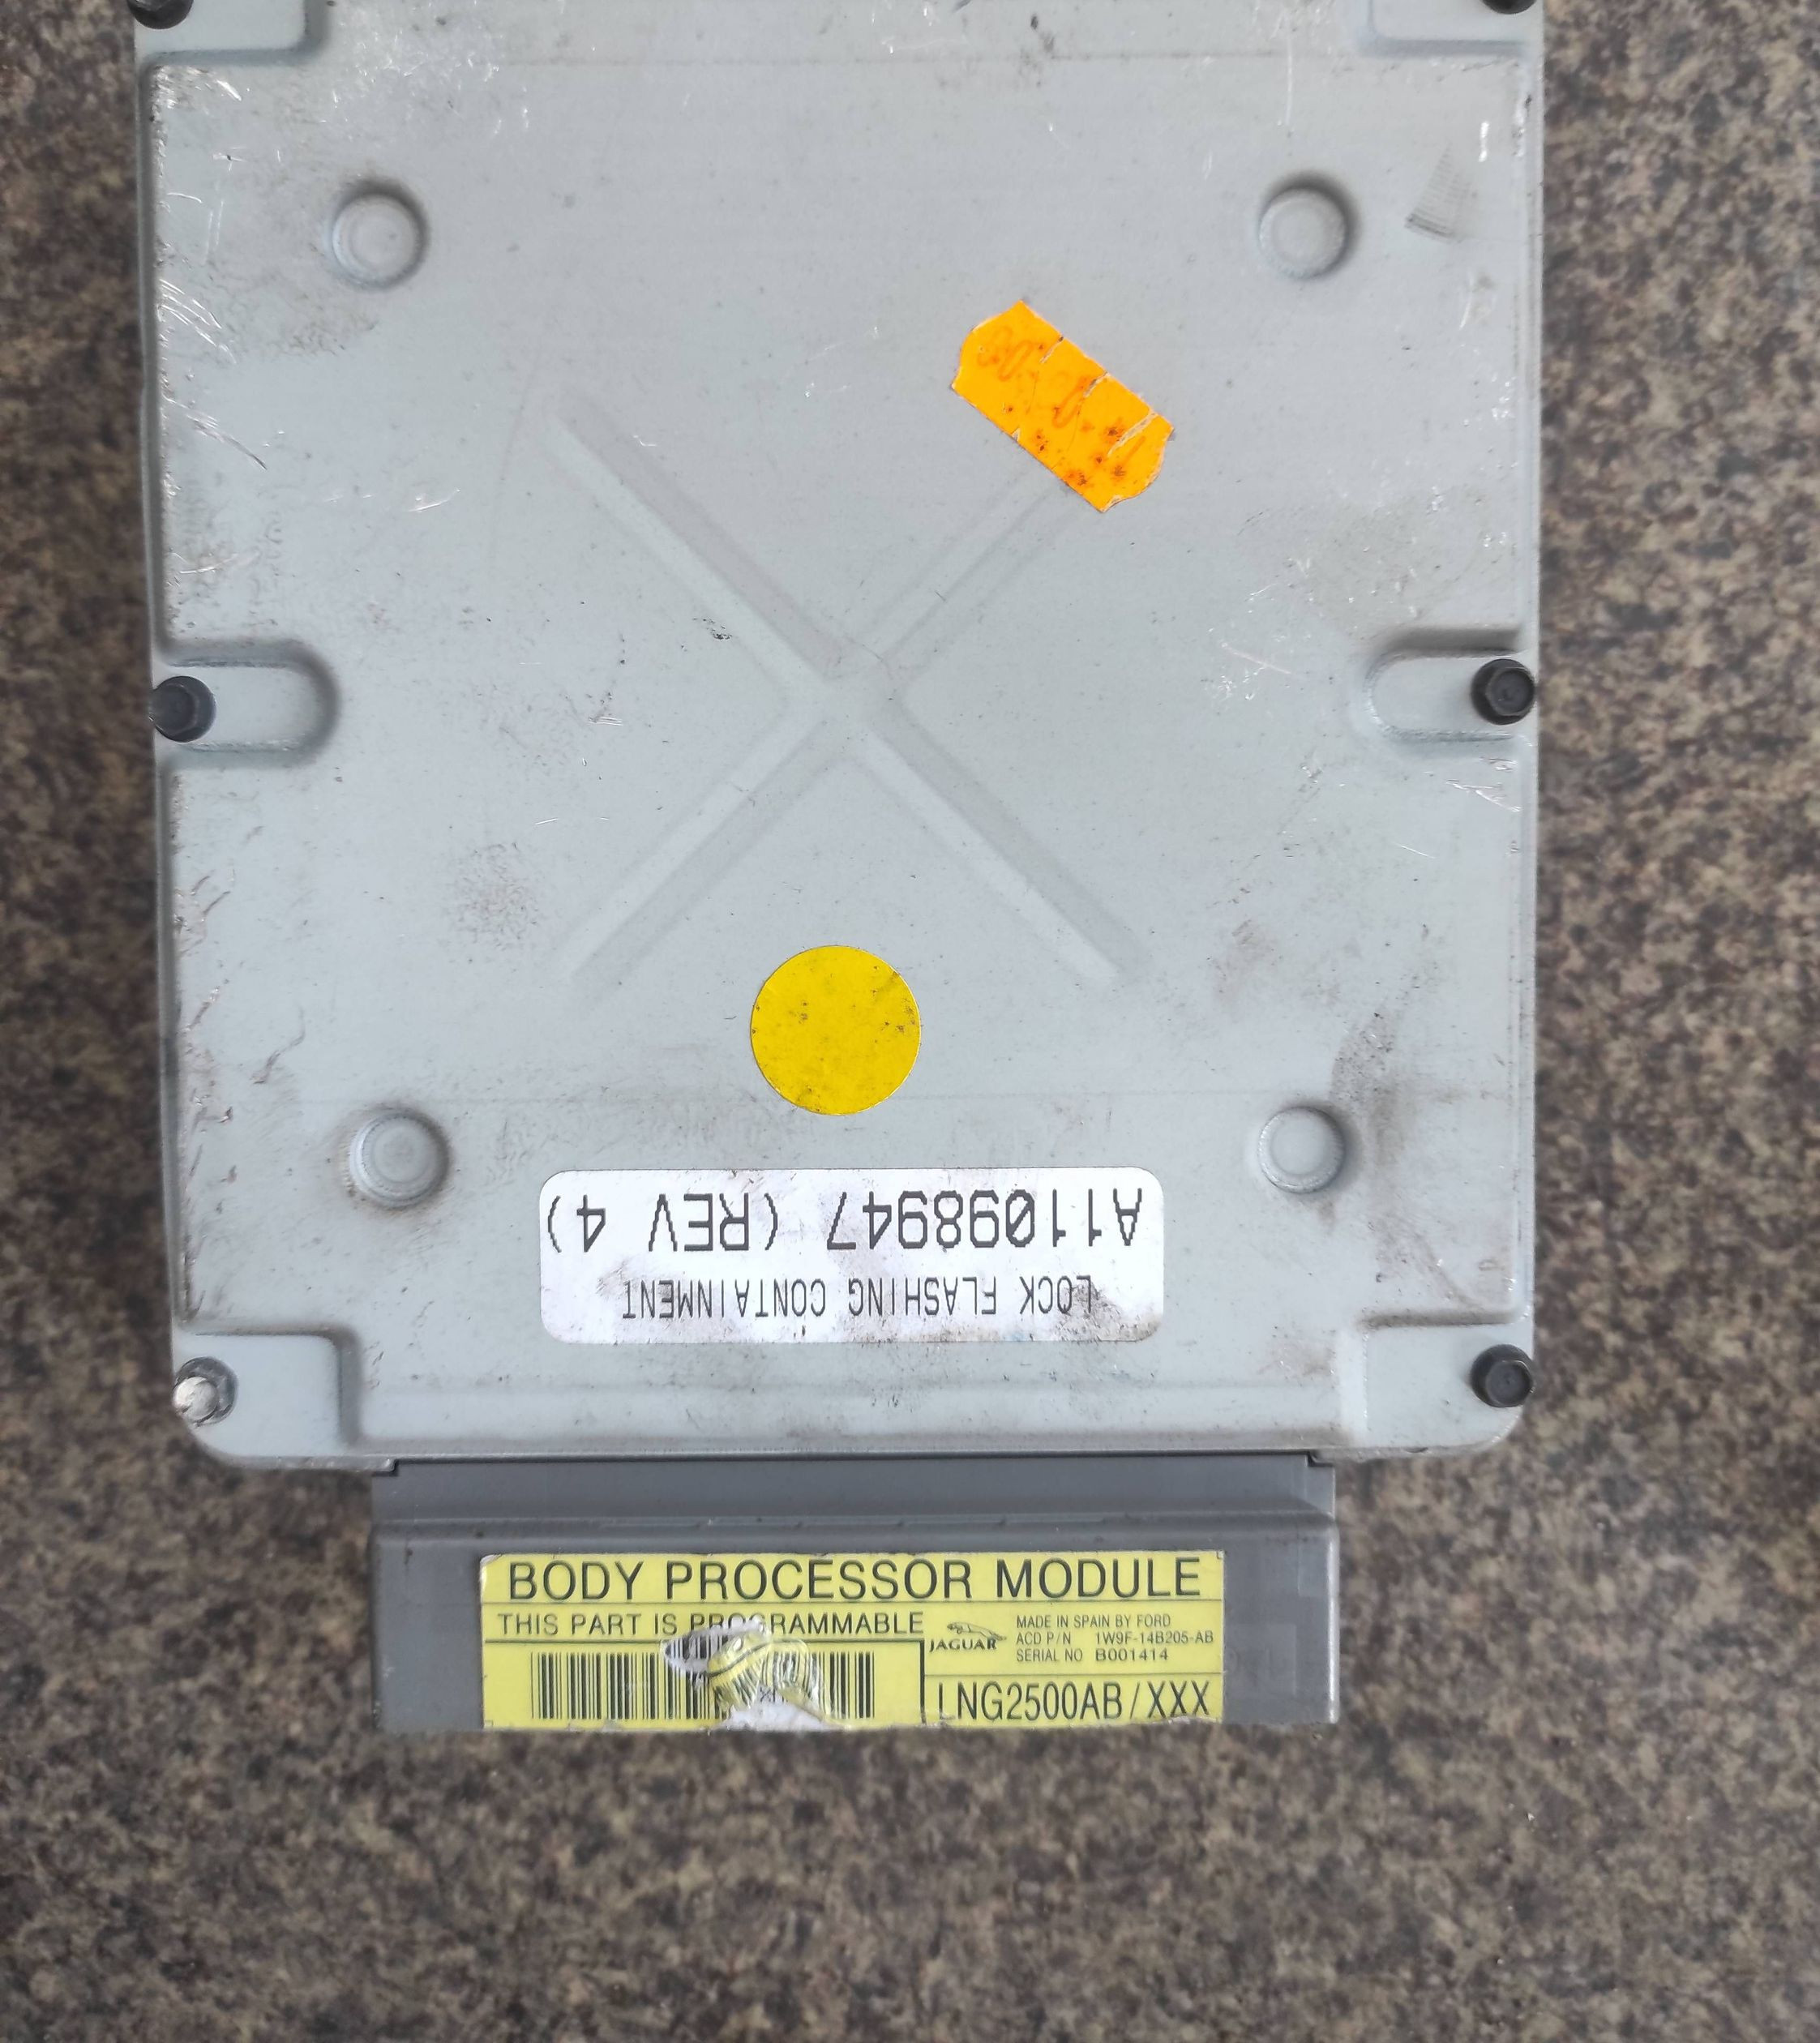 A11098947 (REV 4)
LOCK FLASHING CONTAINMENT
BODY PROCESSOR MODULE
THIS PART IS PROGRAMMABLE
JAGUAR
MADE IN SPAIN BY FORD
ACD P/N 1W9F-14B205-AB
SERIAL NO B001414
LNG2500AB/XXX